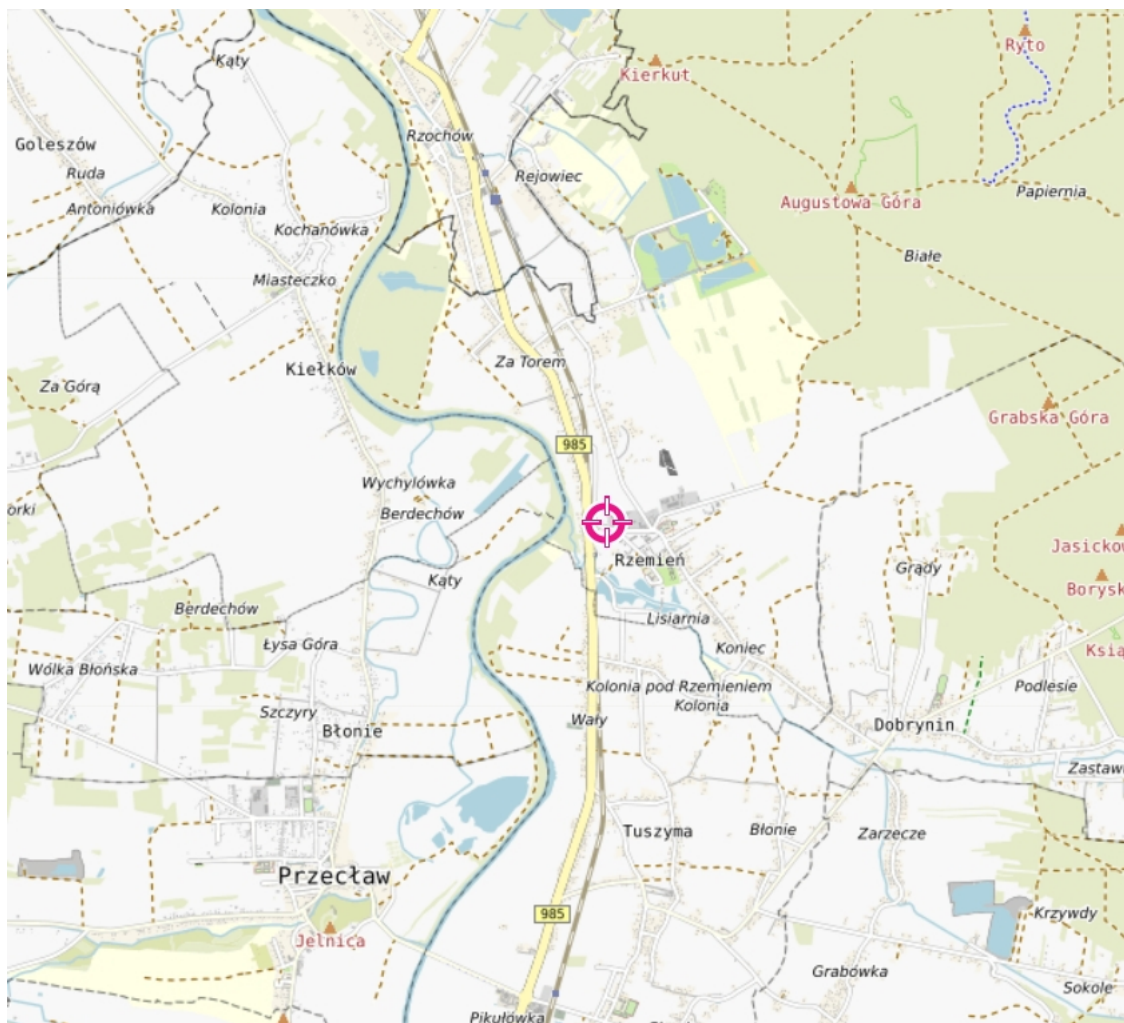 Ryto
Kąty
Kierkut
Rzochów
Goleszów
Ruda
Rejowiec
Antoniówka
Kolonia
Papiernia
Augustowa Góra
Kochanówka
Białe
Miasteczko
Za Torem
Kiełków
Za Górą
Grabska Góra
985
Wychylówka
orki
Berdechów
Jasickow
Rzemień
Grądy
Kąty
Borysk
Berdechów
Lisiarnia
Łysa Góra
Koniec
Ksią
Wólka Błońska
Kolonia pod Rzemieniem
Podlesie
Kolonia
Szczyry
Wały
Dobrynin
Błonie
Zastaw
Tuszyma
Błonie
Zarzecze
Przecław
985
Krzywdy
Jelnica
Grabówka
Sokole
Pikułówka